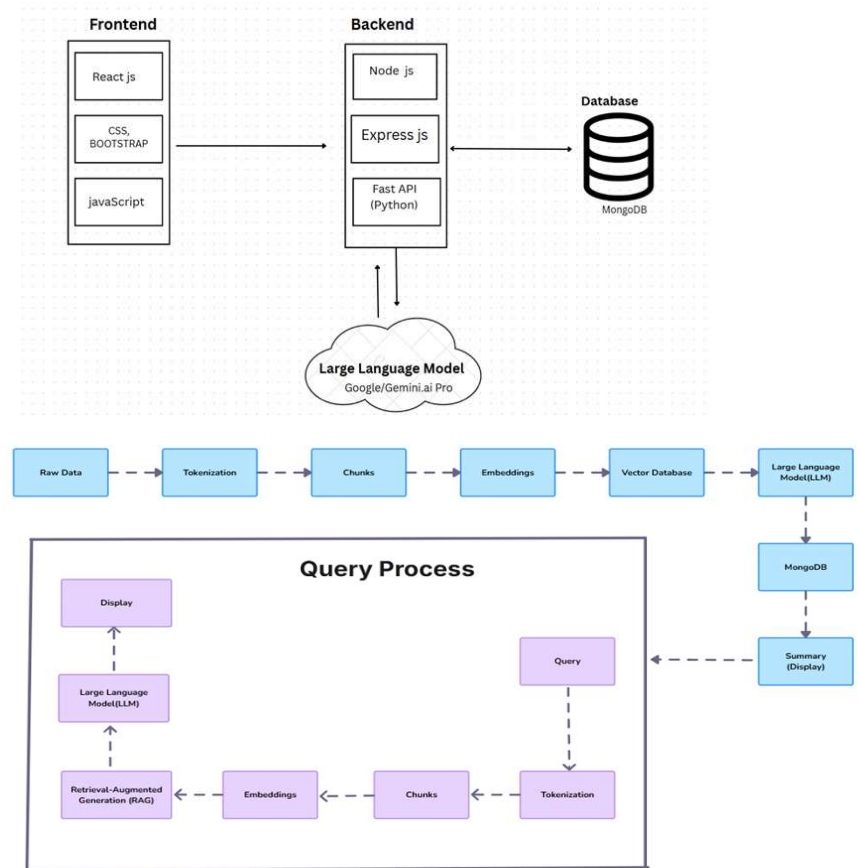 Frontend
Backend
React js
CSS,
BOOTSTRAP
javaScript
Node js
Express js
Fast API
(Python)
Database
MongoDB
Large Language Model
Google/Gemini.ai Pro
Raw Data
Tokenization
Chunks
Embeddings
Vector Database
Large Language
Model(LLM)
MongoDB
Summary
(Display)
Query Process
Query
Tokenization
Chunks
Embeddings
Retrieval-Augmented
Generation (RAG)
Large Language
Model(LLM)
Display